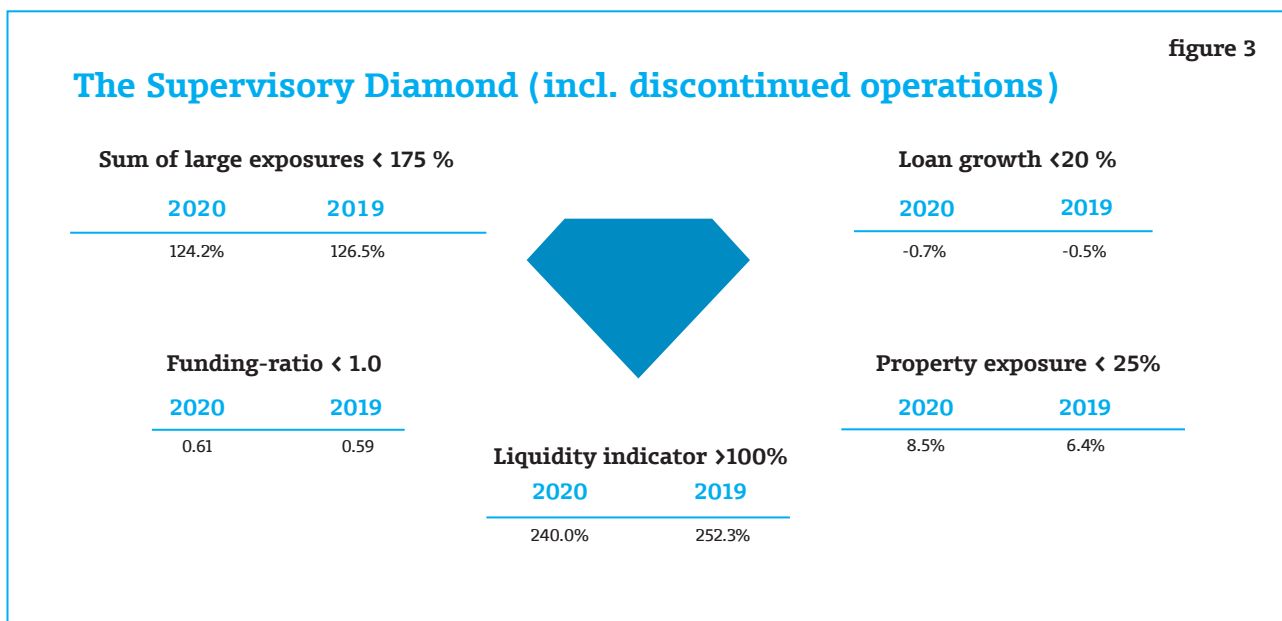 figure 3
The Supervisory Diamond (incl. discontinued operations)
Sum of large exposures < 175 %
2020 2019
124.2% 126.5%
Loan growth <20 %
2020 2019
-0.7% -0.5%
Funding-ratio < 1.0
2020 2019
0.61 0.59
Property exposure < 25%
2020 2019
8.5% 6.4%
Liquidity indicator >100%
2020 2019
240.0% 252.3%